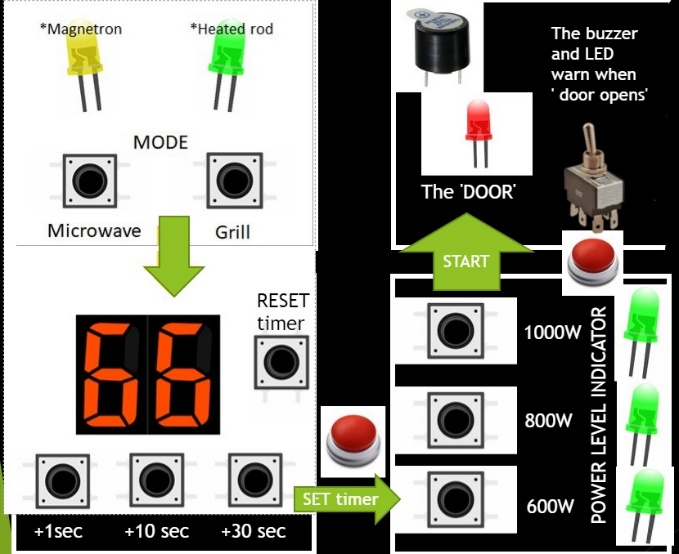 *Magnetron
*Heated rod
MODE
Microwave
Grill
RESET
timer
66
+1sec
+10 sec
+30 sec
SET timer
The buzzer
and LED
warn when
' door opens'
The 'DOOR'
START
1000W
800W
600W
POWER LEVEL INDICATOR